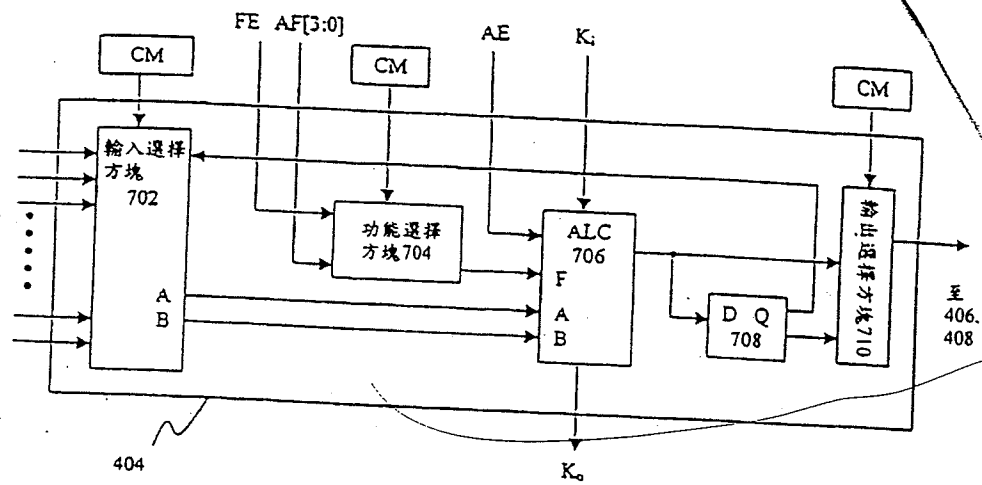 FE AF[3:0]
AE
Ki
CM
CM
CM
輸入選擇
方塊
702
A
B
功能選擇
方塊704
ALC
706
F
A
B
D Q
708
輸出選擇方塊710
至
406、
408
404
Ko